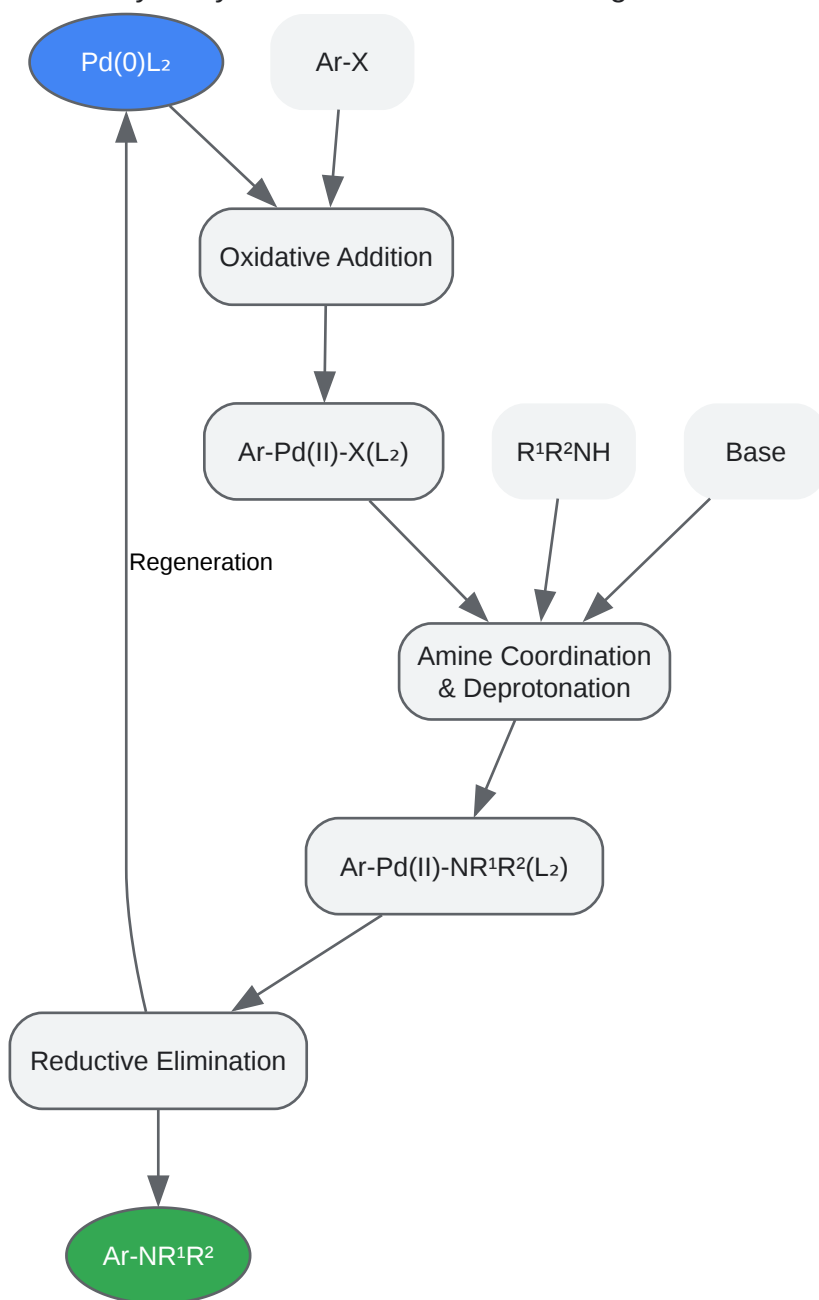 Pd(0)L₂
Ar-X
Oxidative Addition
Ar-Pd(II)-X(L₂)
R¹R²NH
Base
Regeneration
Amine Coordination
& Deprotonation
Ar-Pd(II)-NR¹R²(L₂)
Reductive Elimination
Ar-NR¹R²